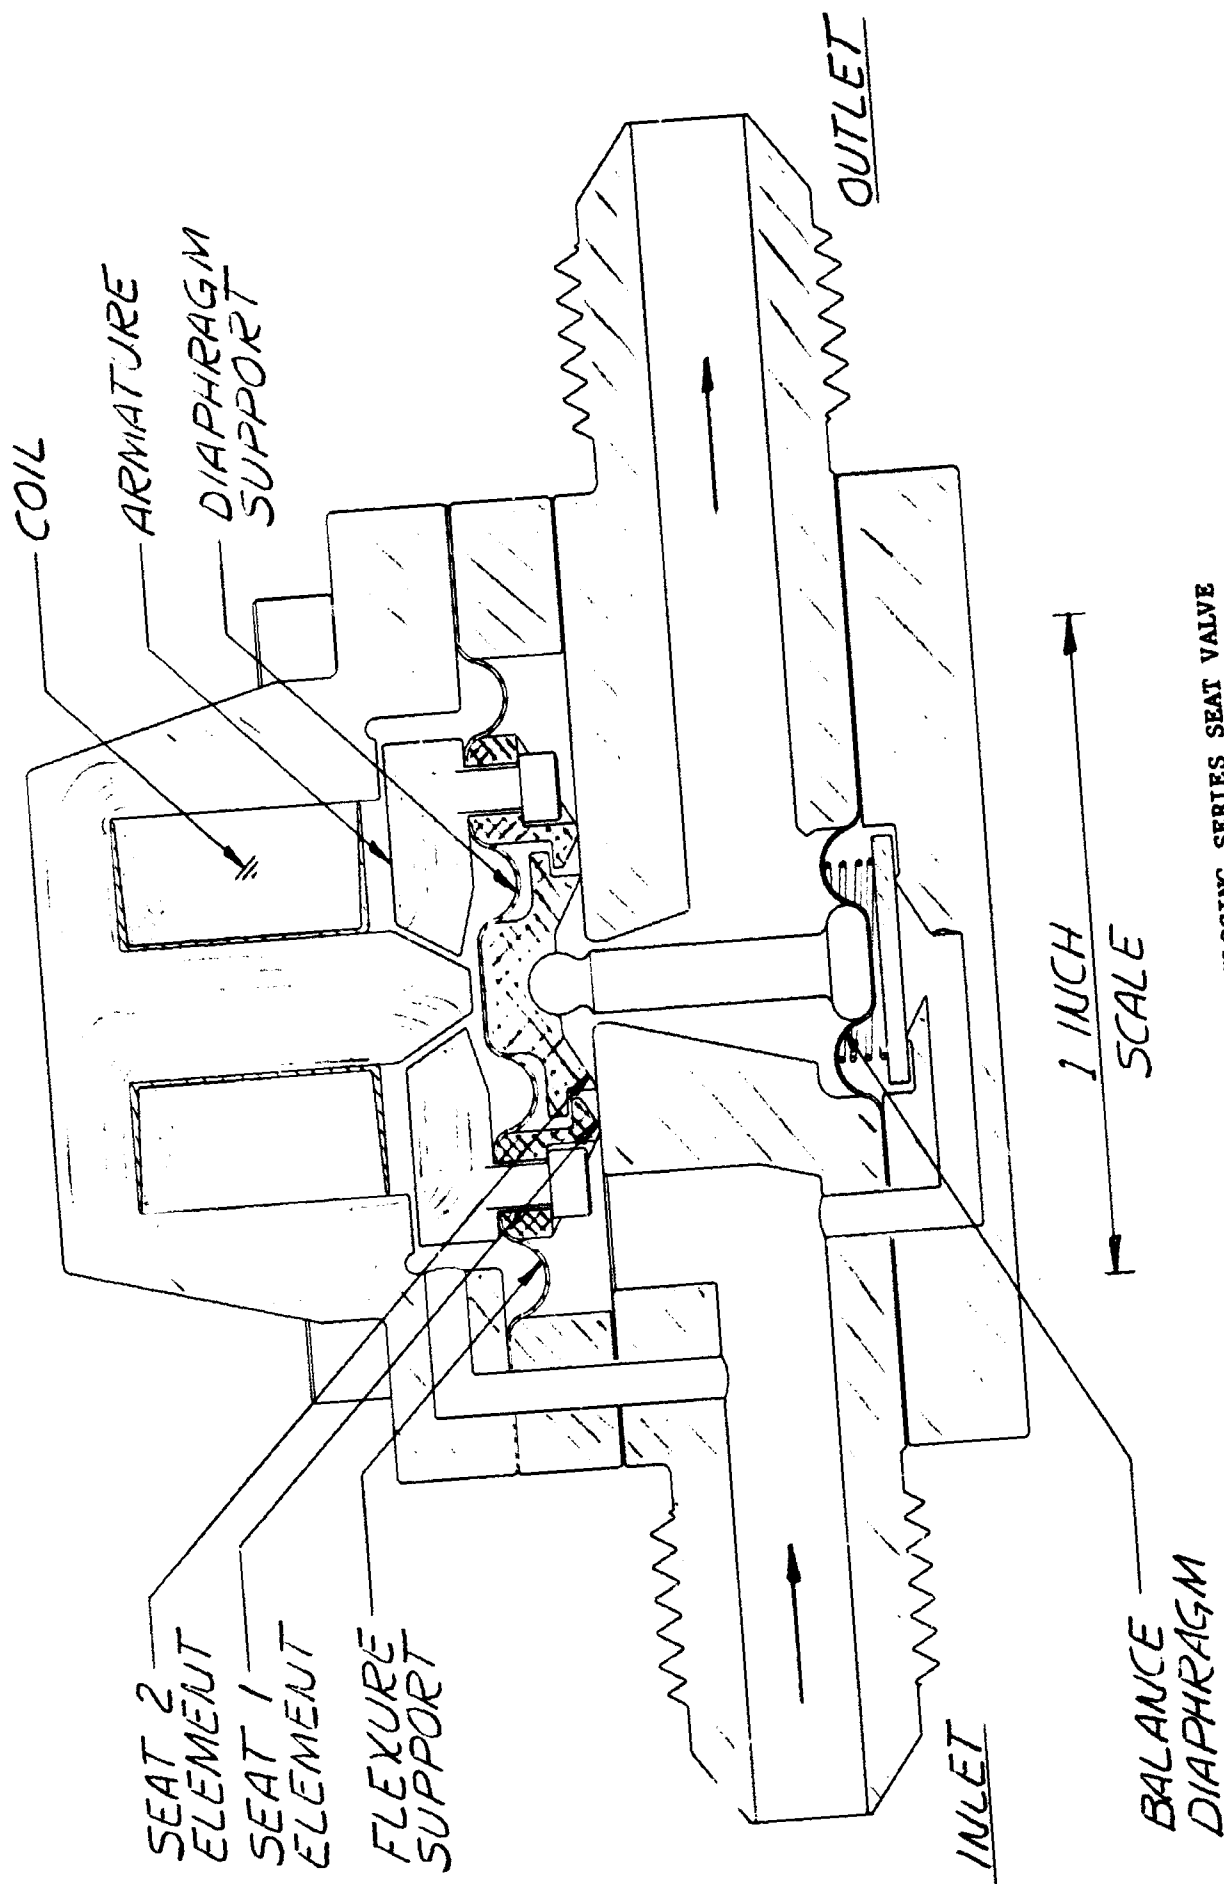 COIL
ARMATURE
DIAPHRAGM
SUPPORT
SEAT 2
ELEMENT
SEAT 1
ELEMENT
FLEXURE
SUPPORT
OUTLET
INLET
BALANCE
DIAPHRAGM
1 INCH
SCALE
SERIES SEAT VALVE